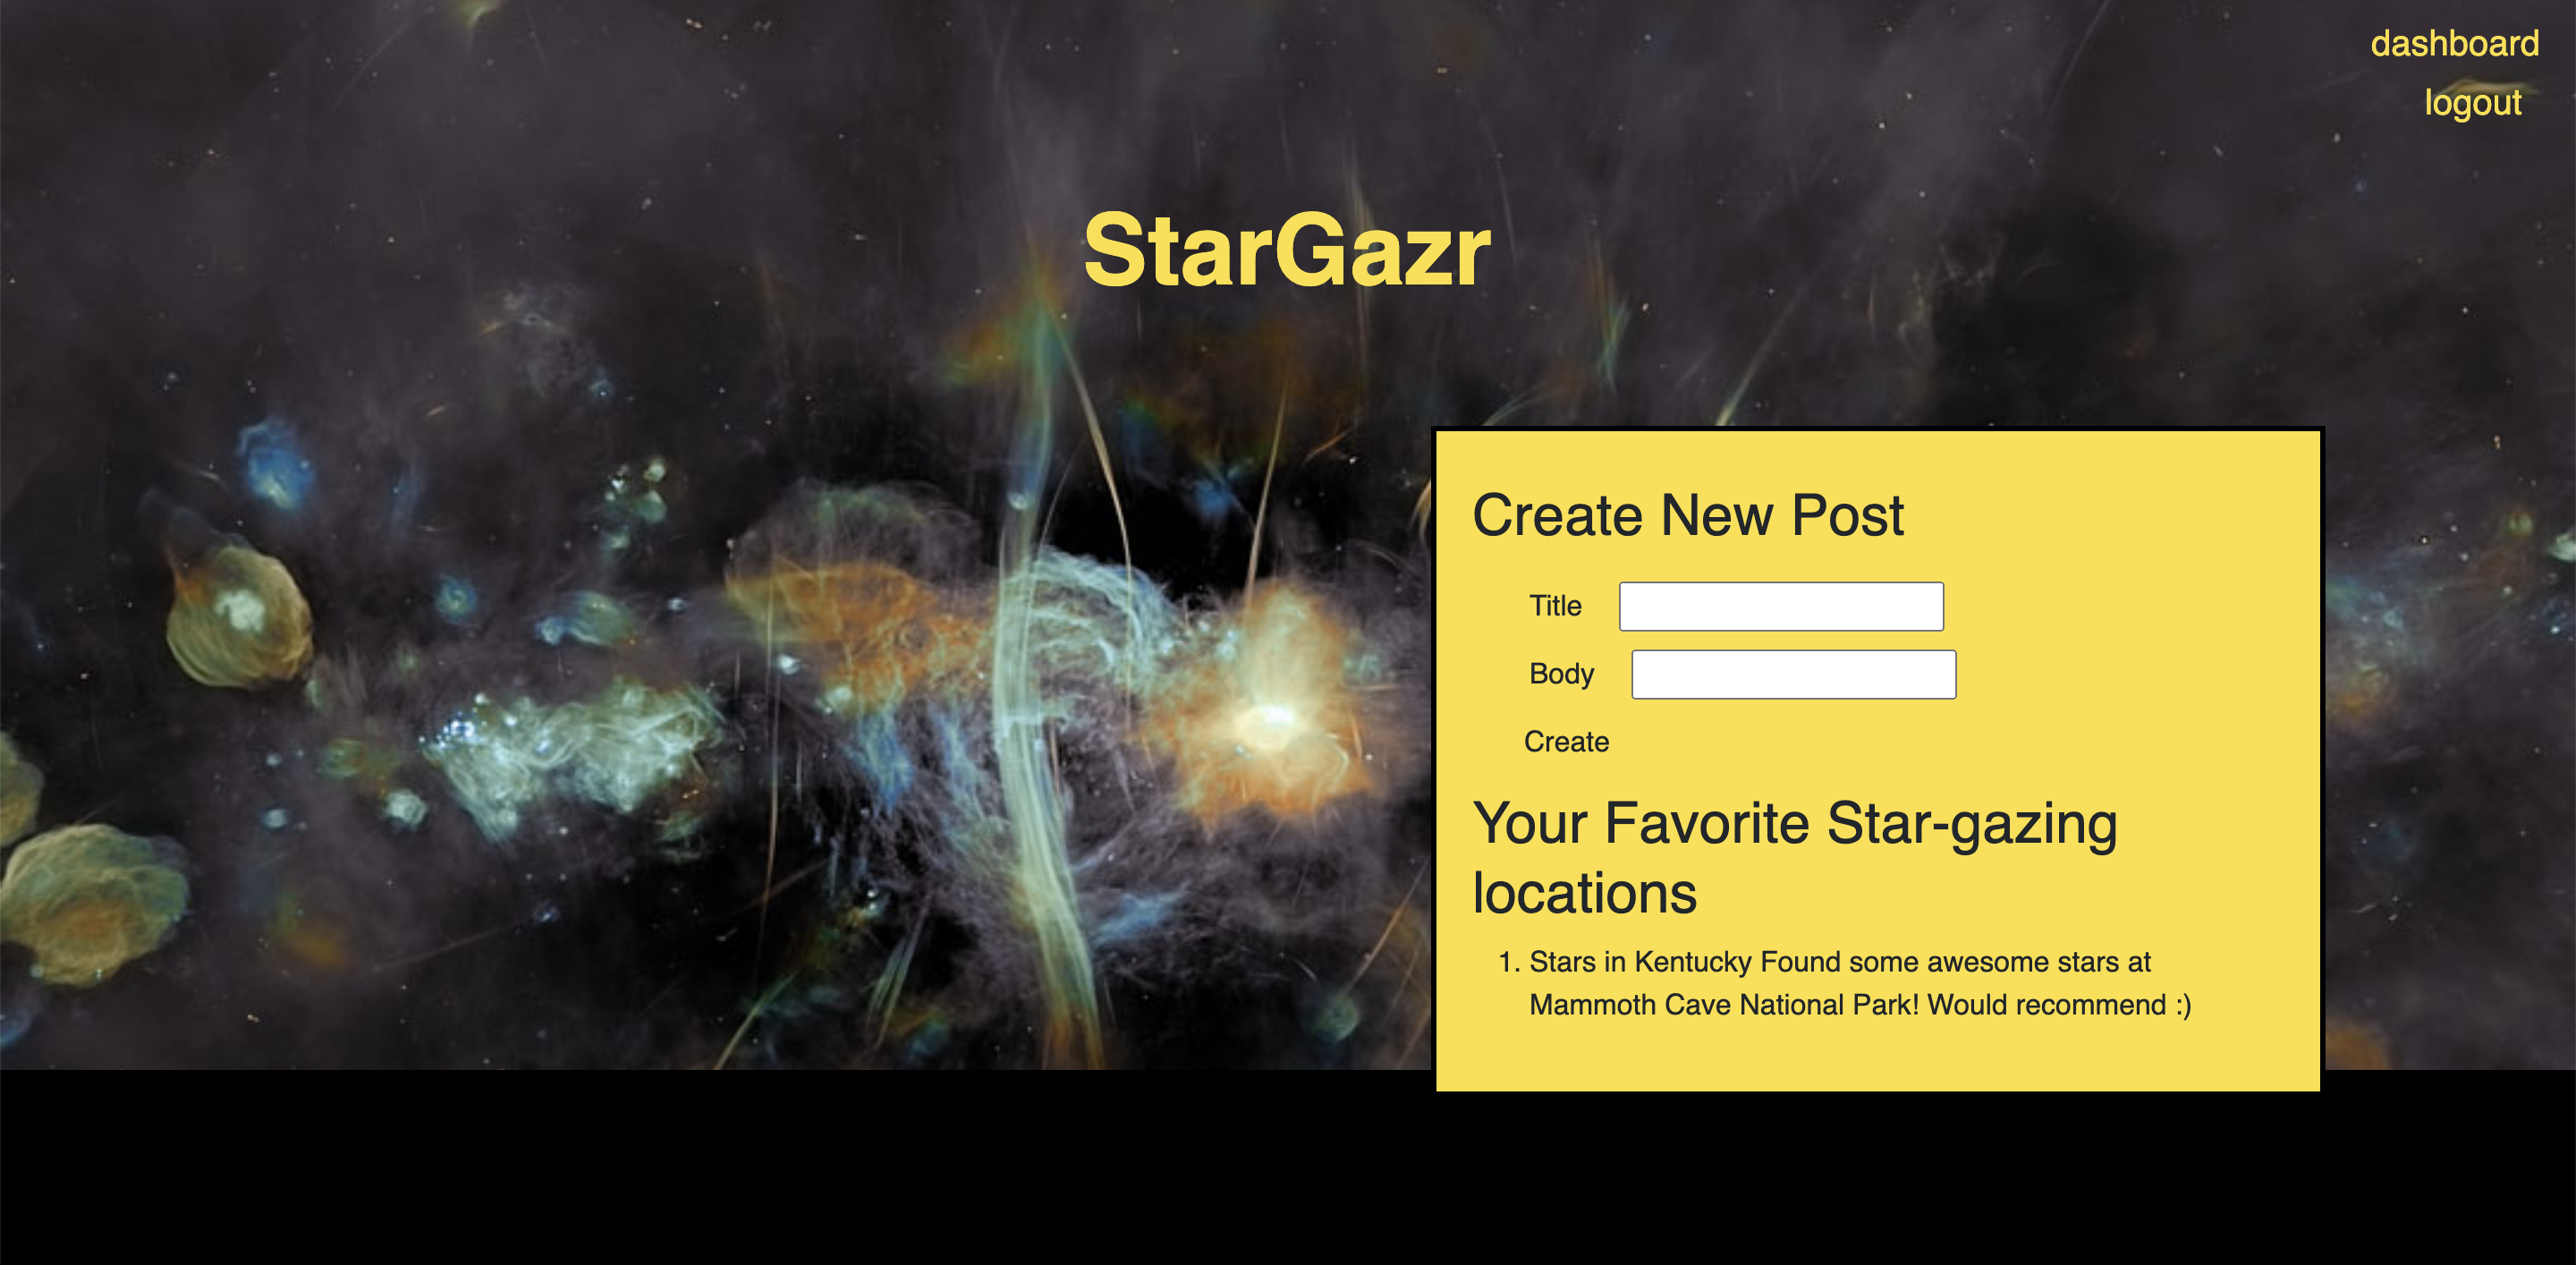 dashboard
logout
StarGazr
Create New Post
Title
Body
Create
Your Favorite Star-gazing
locations
1. Stars in Kentucky Found some awesome stars at
Mammoth Cave National Park! Would recommend :)